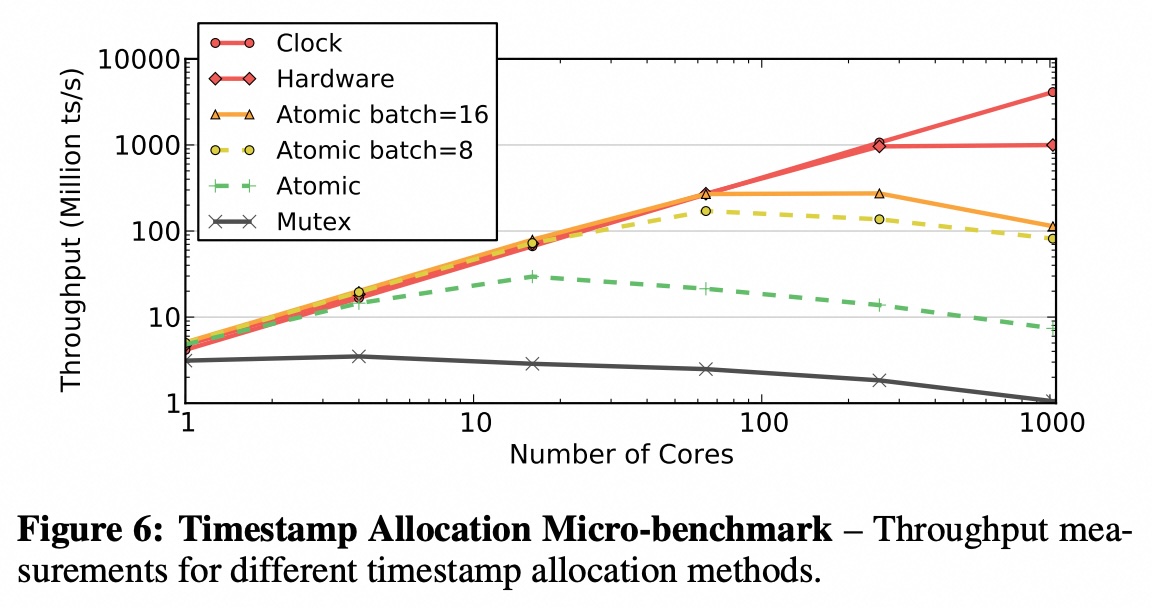 Clock
Hardware
Atomic batch=16
Atomic batch=8
Atomic
Mutex
Throughput (Million ts/s)
10000
1000
100
10
1
1
10
100
1000
Number of Cores
Figure 6: Timestamp Allocation Micro-benchmark – Throughput mea-
surements for different timestamp allocation methods.